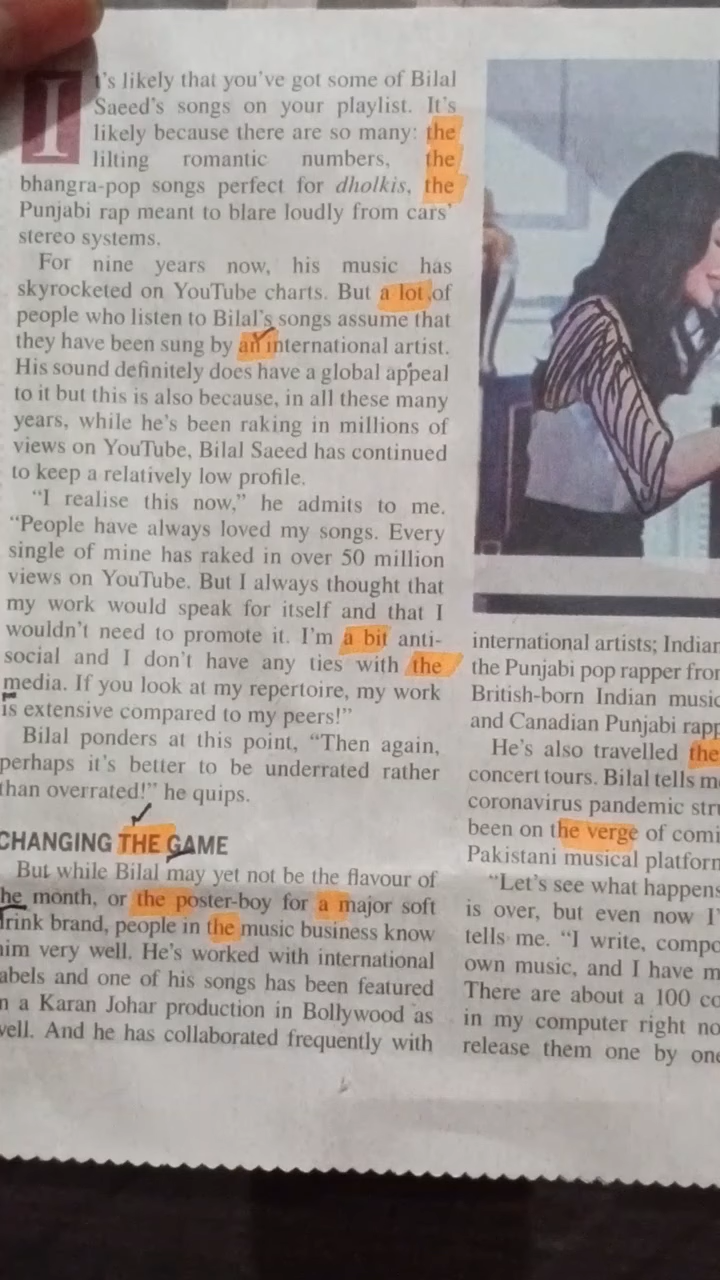 It's likely that you've got some of Bilal
Saeed's songs on your playlist. It's
likely because there are so many: the
lilting romantic numbers, the
bhangra-pop songs perfect for dholkis, the
Punjabi rap meant to blare loudly from cars'
stereo systems.
For nine years now, his music has
skyrocketed on YouTube charts. But a lot of
people who listen to Bilal's songs assume that
they have been sung by an international artist.
His sound definitely does have a global appeal
to it but this is also because, in all these many
years, while he's been raking in millions of
views on YouTube, Bilal Saeed has continued
to keep a relatively low profile.
"I realise this now," he admits to me.
"People have always loved my songs. Every
single of mine has raked in over 50 million
views on YouTube. But I always thought that
my work would speak for itself and that I
wouldn't need to promote it. I'm a bit anti-
social and I don't have any ties with the
media. If you look at my repertoire, my work
is extensive compared to my peers!"
Bilal ponders at this point, "Then again,
perhaps it's better to be underrated rather
than overrated!" he quips.
CHANGING THE GAME
But while Bilal may yet not be the flavour of
he month, or the poster-boy for a major soft
drink brand, people in the music business know
im very well. He's worked with international
abels and one of his songs has been featured
n a Karan Johar production in Bollywood as
well. And he has collaborated frequently with
international artists; Indian
the Punjabi pop rapper from
British-born Indian music
and Canadian Punjabi rapp
He's also travelled the
concert tours. Bilal tells m
coronavirus pandemic stru
been on the verge of comi
Pakistani musical platform
"Let's see what happens
is over, but even now I'
tells me. "I write, compo
own music, and I have m
There are about a 100 co
in my computer right no
release them one by one